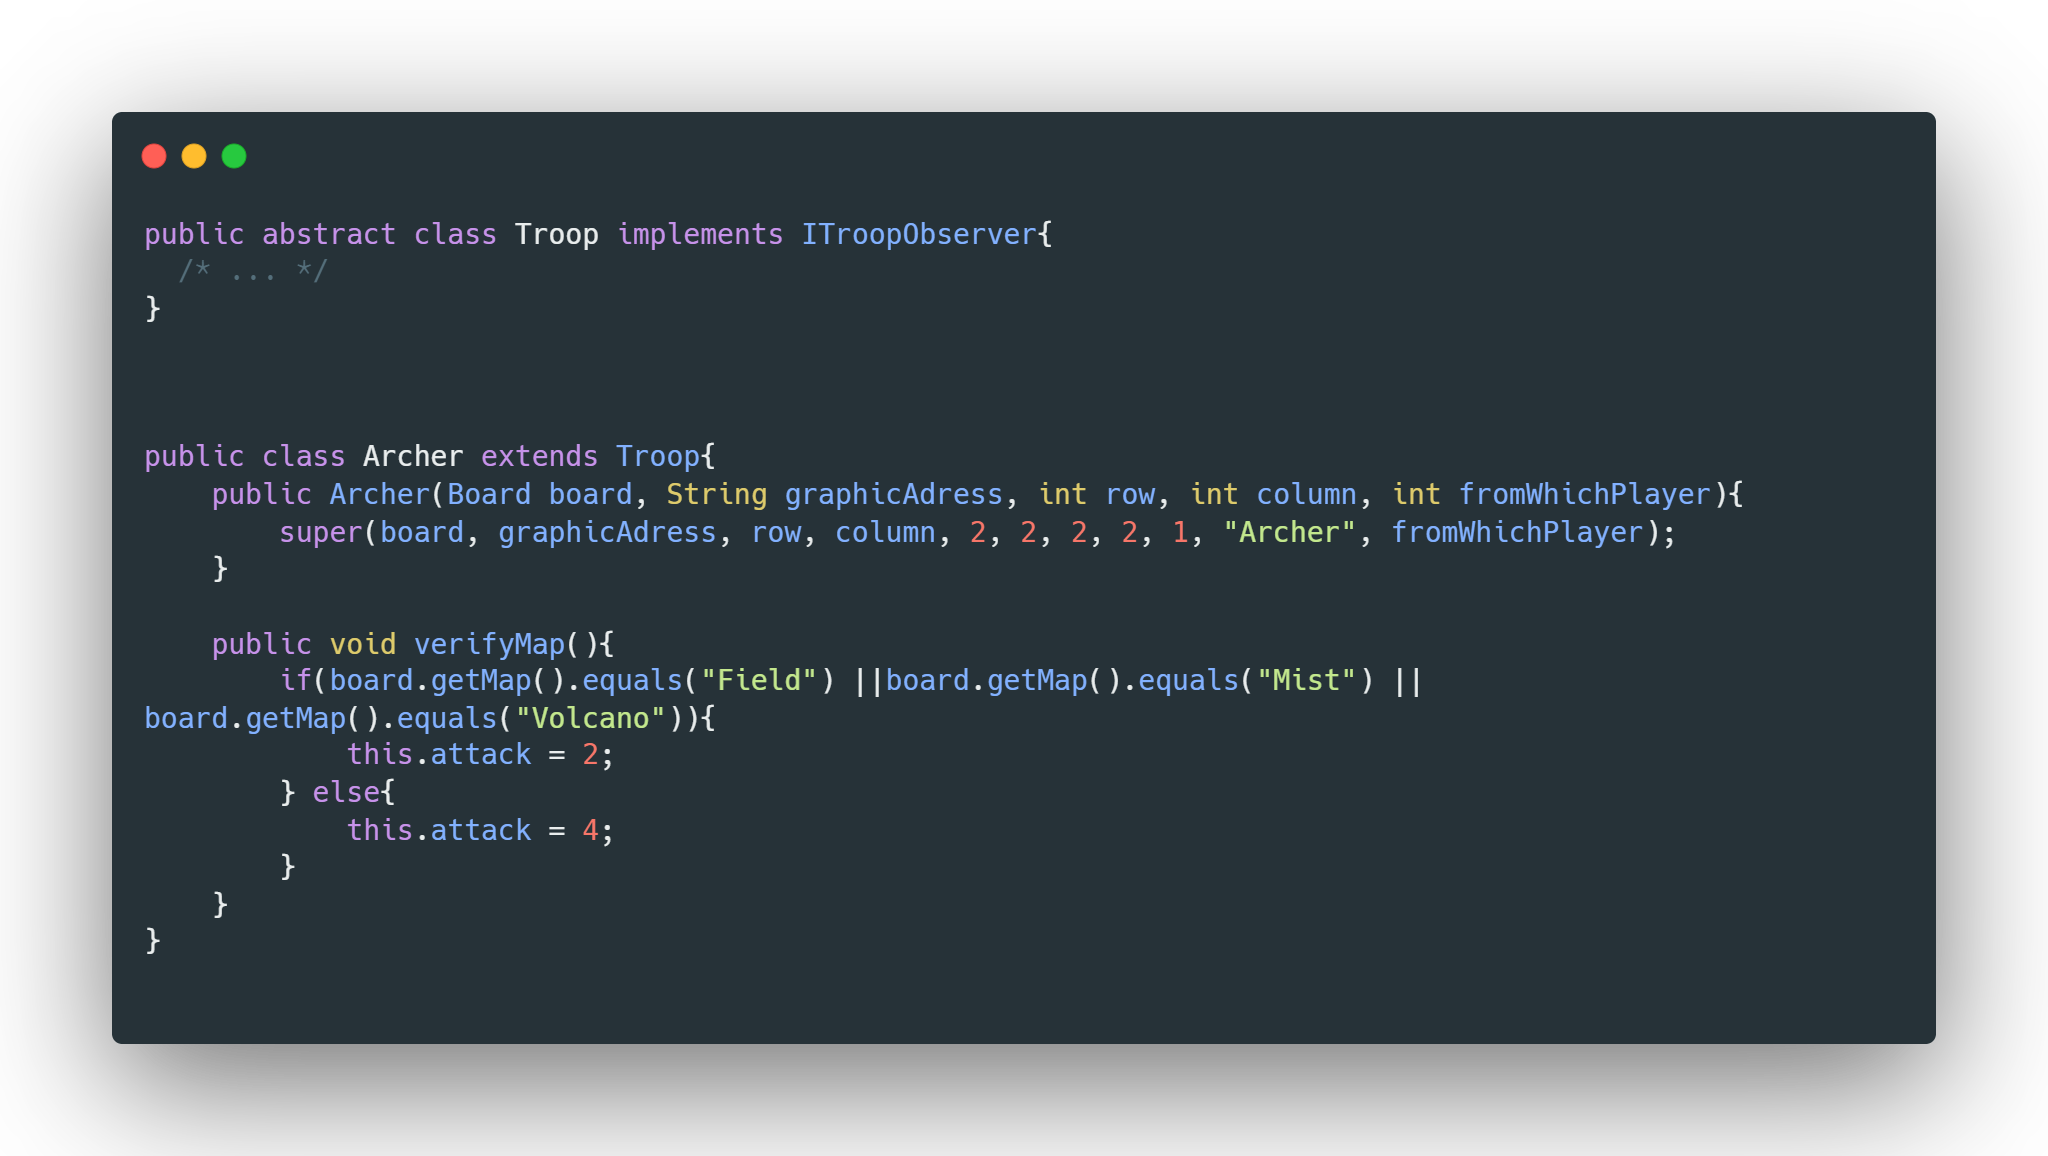 public abstract class Troop implements ITroopObserver{
  /* ... */
}
public class Archer extends Troop{
    public Archer(Board board, String graphicAdress, int row, int column, int fromWhichPlayer){
        super(board, graphicAdress, row, column, 2, 2, 2, 2, 1, "Archer", fromWhichPlayer);
    }
    public void verifyMap(){
        if(board.getMap().equals("Field") ||board.getMap().equals("Mist") ||
board.getMap().equals("Volcano")){
            this.attack = 2;
        } else{
            this.attack = 4;
        }
    }
}